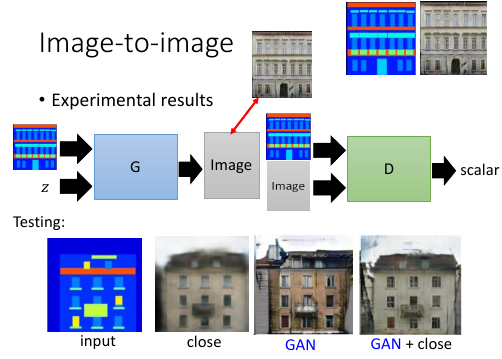 Image-to-image
• Experimental results
z
G
Image
Image
D
scalar
Testing:
input
close
GAN
GAN + close